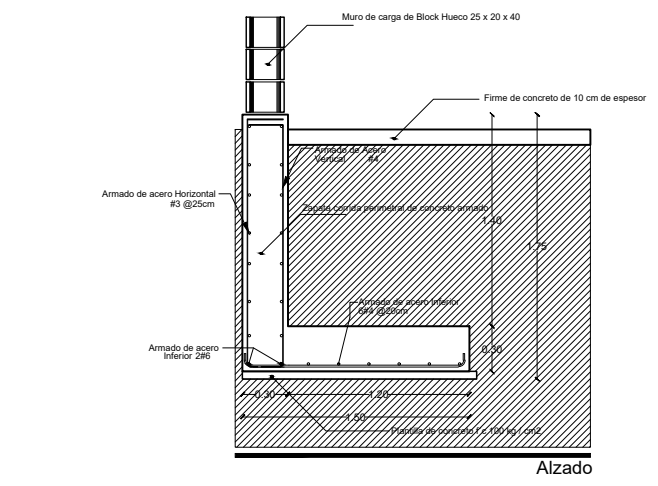 Muro de carga de Block Hueco 25 x 20 x 40
Firme de concreto de 10 cm de espesor
Armado de Acero
Vertical #4
Armado de acero Horizontal
#3 @25cm
Zapata corrida perimetral de concreto armado
1.40
1.75
Armado de acero Inferior
6#4 @20cm
Armado de acero
Inferior 2#6
0.30
0.30
1.20
1.50
Plantilla de concreto f´c 100 kg / cm2
Alzado